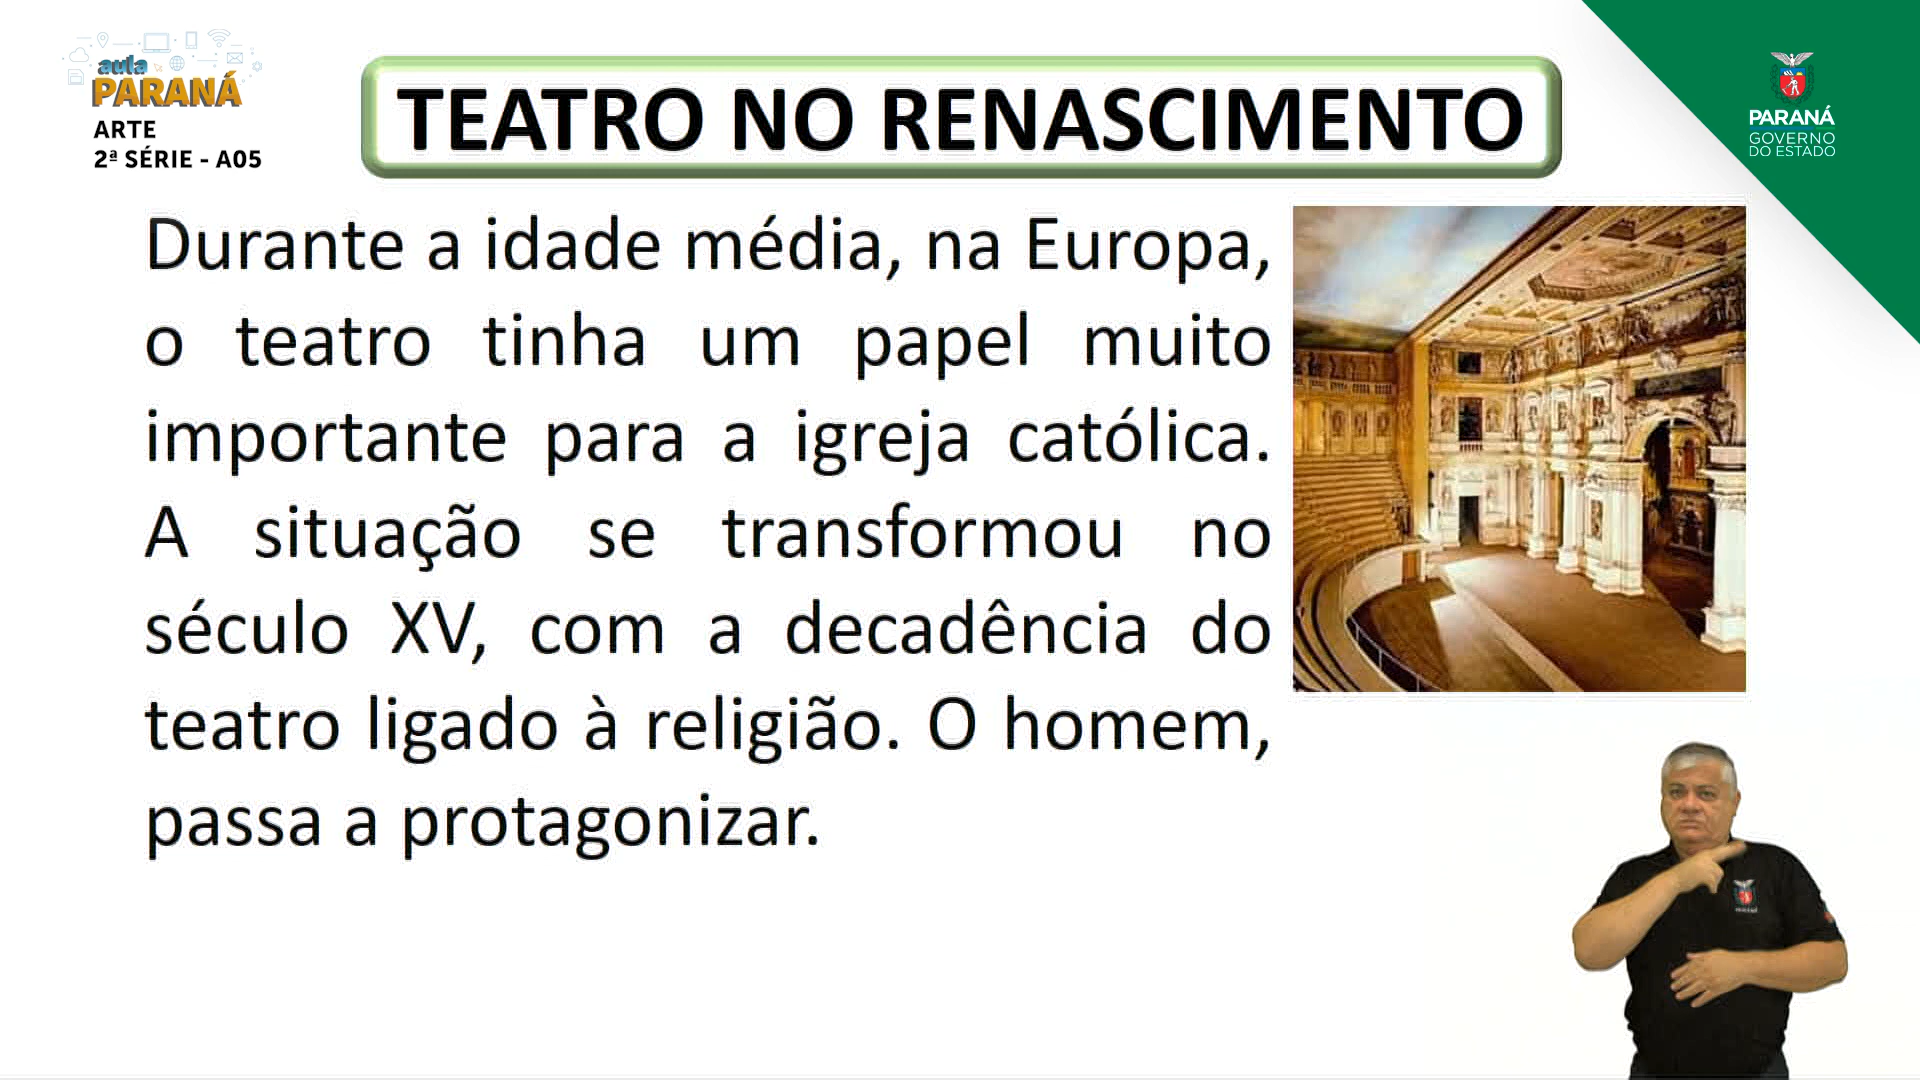 aula
PARANÁ
ARTE
2ª SÉRIE - A05
TEATRO NO RENASCIMENTO
PARANÁ
GOVERNO
DO ESTADO
Durante a idade média, na Europa,
o teatro tinha um papel muito
importante para a igreja católica.
A situação se transformou no
século XV, com a decadência do
teatro ligado à religião. O homem,
passa a protagonizar.